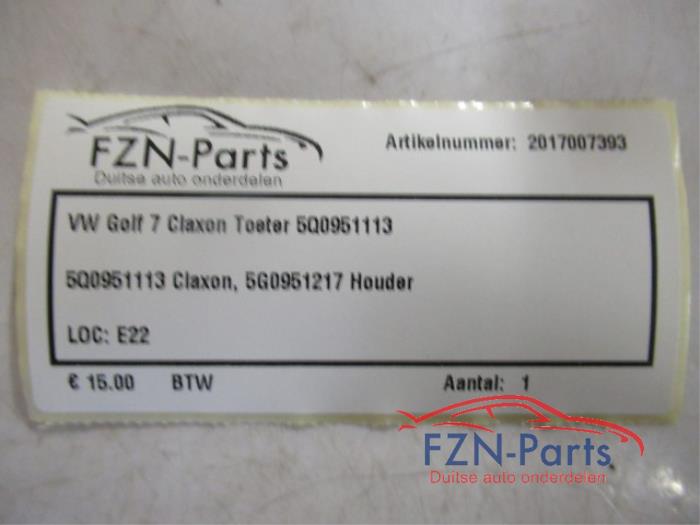 FZN-Parts
Duitse auto onderdelen
Artikelnummer: 2017007393
VW Golf 7 Claxon Toeter 5Q0951113
5Q0951113 Claxon, 5G0951217 Houder
LOC: E22
€ 15.00 BTW Aantal: 1
FZN-Parts
Duitse auto onderdelen